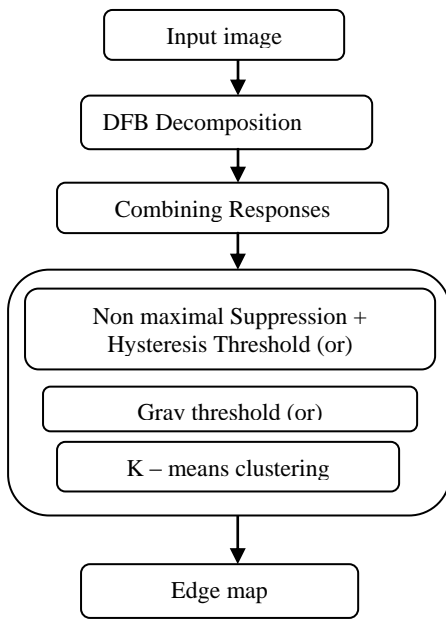 Input image
DFB Decomposition
Combining Responses
Non maximal Suppression +
Hysteresis Threshold (or)
Gray threshold (or)
K – means clustering
Edge map